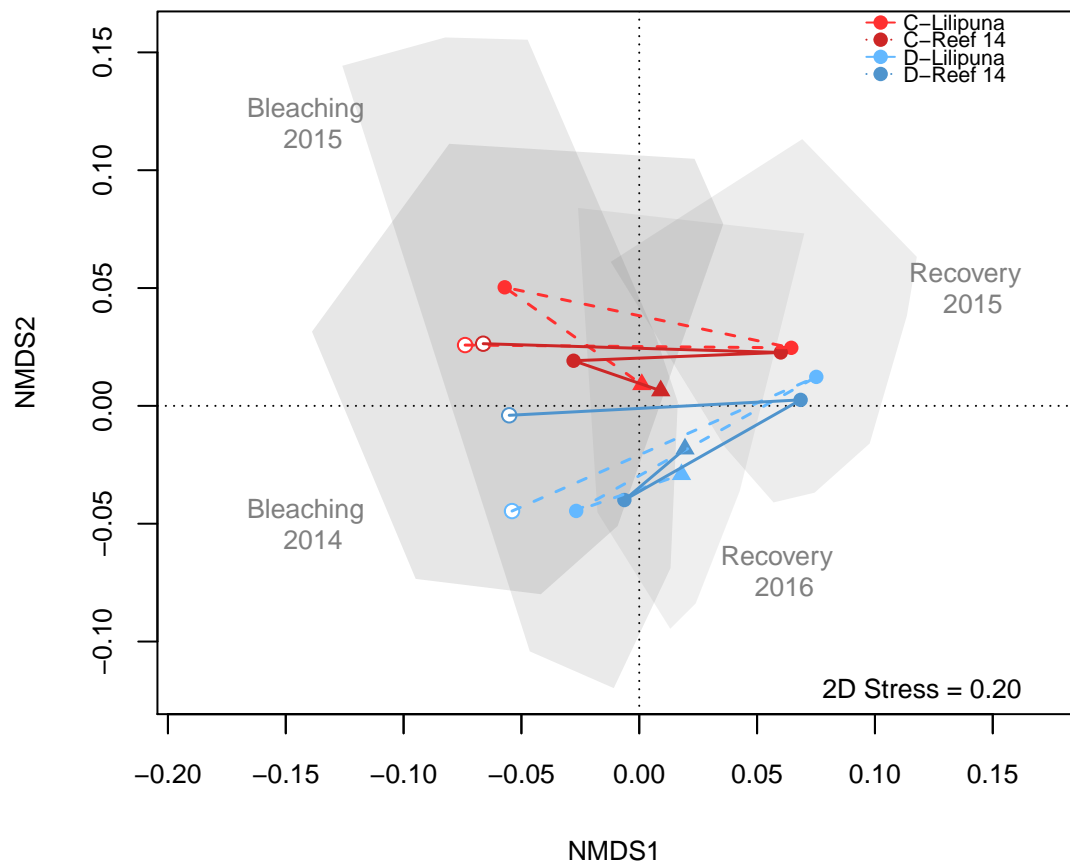 C−Lilipuna
C−Reef 14
D−Lilipuna
D−Reef 14
Bleaching
2015
Recovery
2015
Bleaching
2014
Recovery
2016
2D Stress = 0.20
0.15
0.10
0.05
0.00
−0.05
−0.10
NMDS2
−0.20
−0.15
−0.10
−0.05
0.00
0.05
0.10
0.15
NMDS1